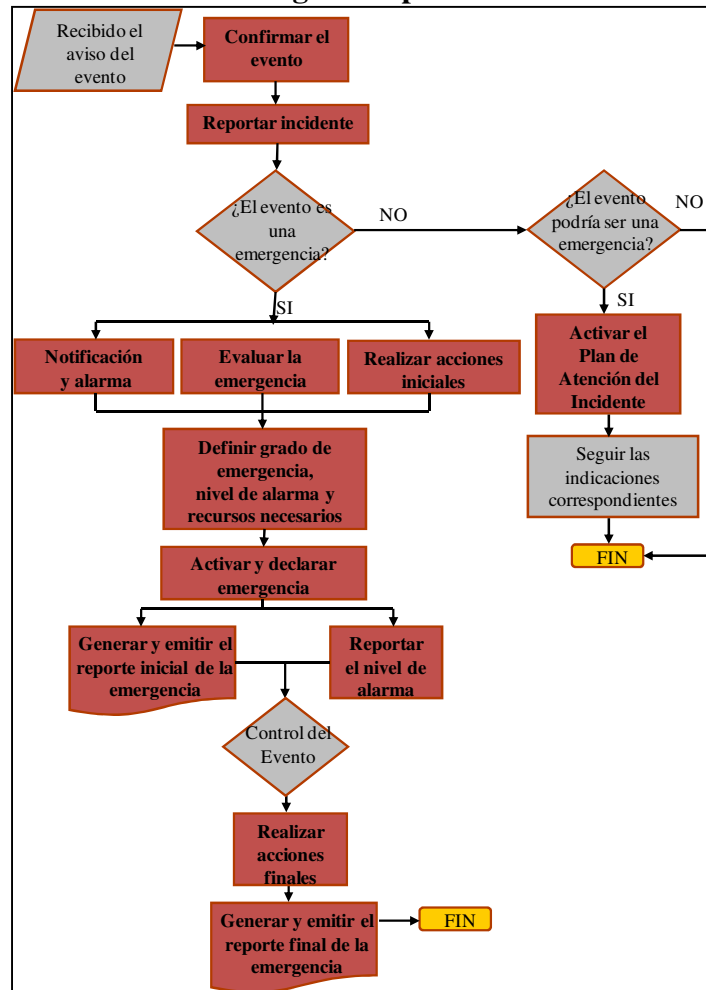 Recibido el
aviso del
evento
Confirmar el
evento
Reportar incidente
¿El evento es
una
emergencia?
NO
¿El evento
podría ser una
emergencia?
NO
SI
SI
Notificación
y alarma
Evaluar la
emergencia
Realizar acciones
iniciales
Activar el
Plan de
Atención del
Incidente
Definir grado de
emergencia,
nivel de alarma y
recursos necesarios
Seguir las
indicaciones
correspondientes
Activar y declarar
emergencia
FIN
Generar y emitir el
reporte inicial de la
emergencia
Reportar
el nivel de
alarma
Control del
Evento
Realizar
acciones
finales
Generar y emitir el
reporte final de la
emergencia
FIN